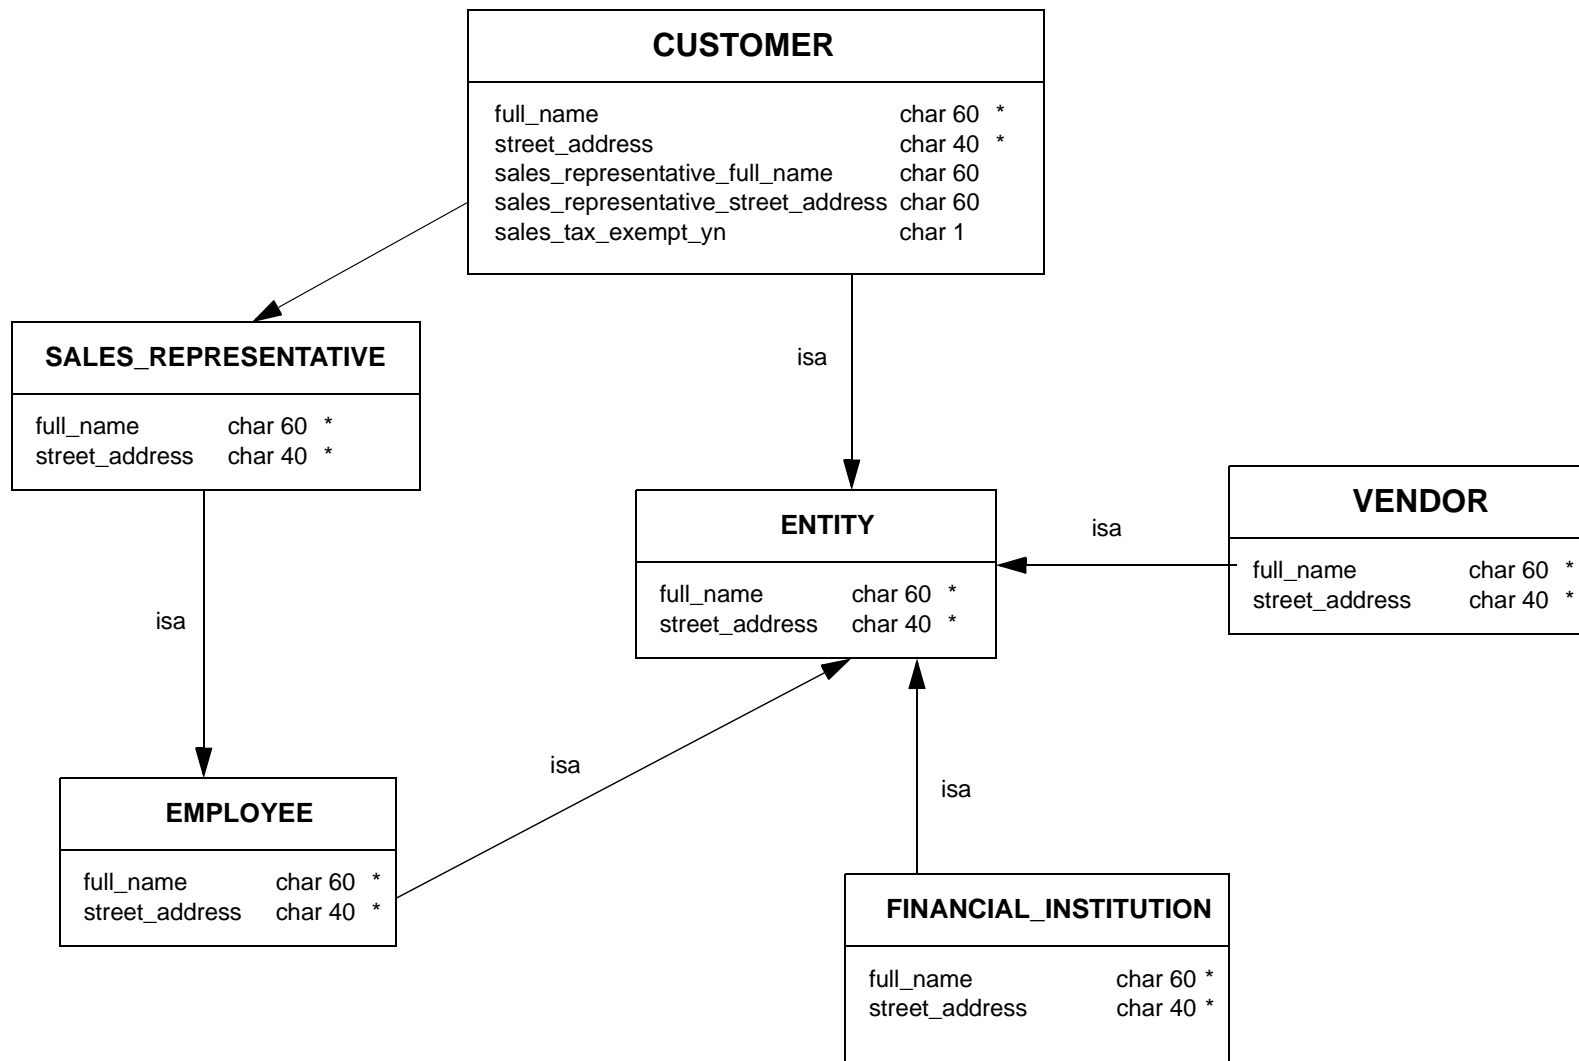 CUSTOMER
full_name char 60 *
street_address char 40 *
sales_representative_full_name char 60
sales_representative_street_address char 60
sales_tax_exempt_yn char 1
SALES_REPRESENTATIVE
full_name char 60 *
street_address char 40 *
isa
ENTITY
full_name char 60 *
street_address char 40 *
isa
VENDOR
full_name char 60 *
street_address char 40 *
isa
EMPLOYEE
full_name char 60 *
street_address char 40 *
isa
isa
FINANCIAL_INSTITUTION
full_name char 60 *
street_address char 40 *